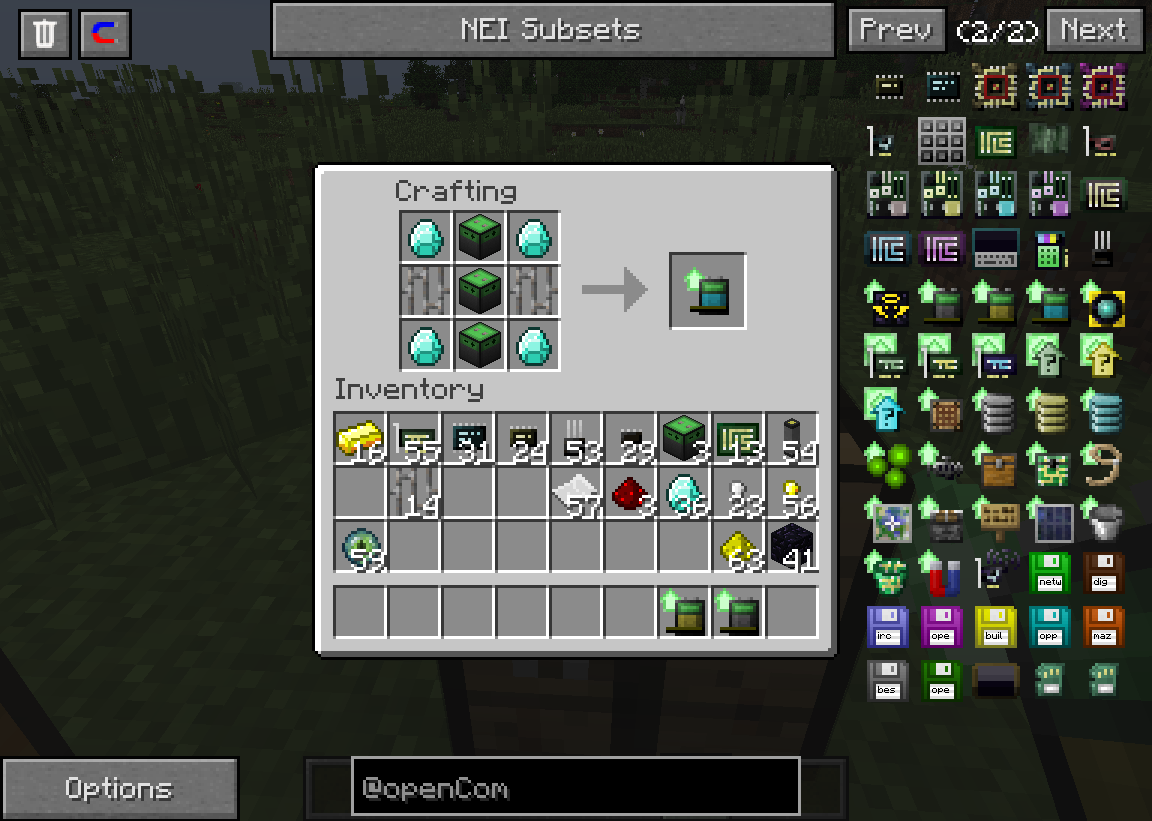 NEI Subsets
Prev (2/2) Next
Crafting
Inventory
16 55 31 24 53 29 3 13 54
14 57 3 36 23 56
53 63 41
netw dig
irc ope buil opp maz
bes ope
Options
@openCom